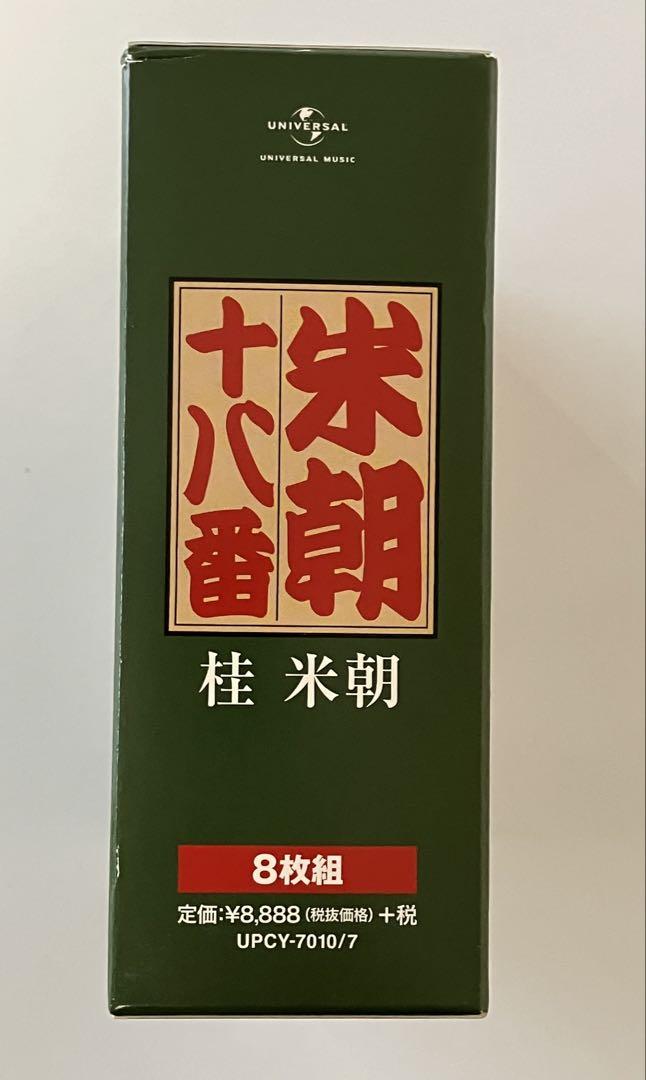 UNIVERSAL
UNIVERSAL MUSIC
米朝
十八番
桂 米朝
8枚組
定価:¥8,888(税抜価格)+税
UPCY-7010/7